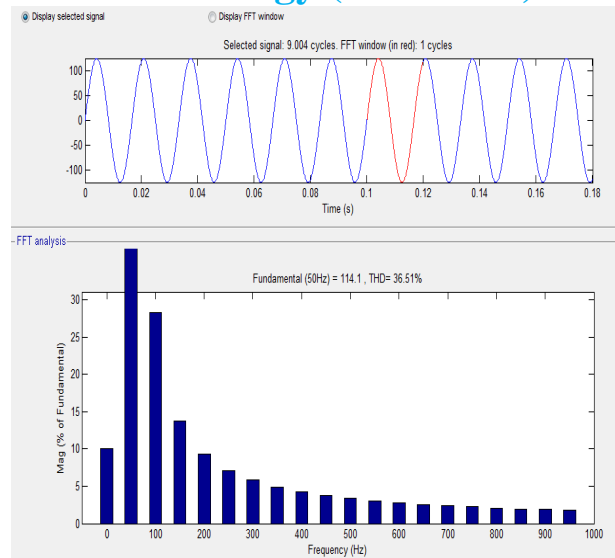 Display selected signal Display FFT window
Selected signal: 9.004 cycles. FFT window (in red): 1 cycles
100
50
0
-50
-100
0 0.02 0.04 0.06 0.08 0.1 0.12 0.14 0.16 0.18
Time (s)
FFT analysis
Fundamental (50Hz) = 114.1 , THD= 36.51%
Mag (% of Fundamental)
30
25
20
15
10
5
0
0 100 200 300 400 500 600 700 800 900 1000
Frequency (Hz)